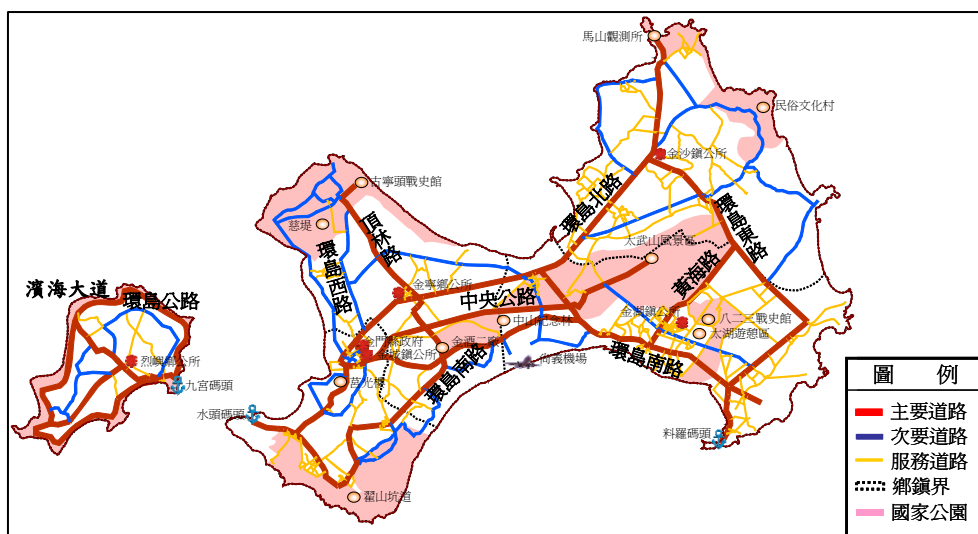 馬山觀測所
民俗文化村
金沙鎮公所
古寧頭戰史館
慈堤
頂林路
環島北路
環島東路
太武山風景區
環島西路
黃海路
濱海大道
環島公路
金寧鄉公所
中央公路
金湖鎮公所
八二三戰史館
中山紀念林
太湖遊憩區
金門縣政府
金城鎮公所
金酒二廠
環島南路
尚義機場
環島南路
烈嶼鄉公所
九宮碼頭
莒光樓
水頭碼頭
料羅碼頭
翟山坑道
圖 例
主要道路
次要道路
服務道路
鄉鎮界
國家公園